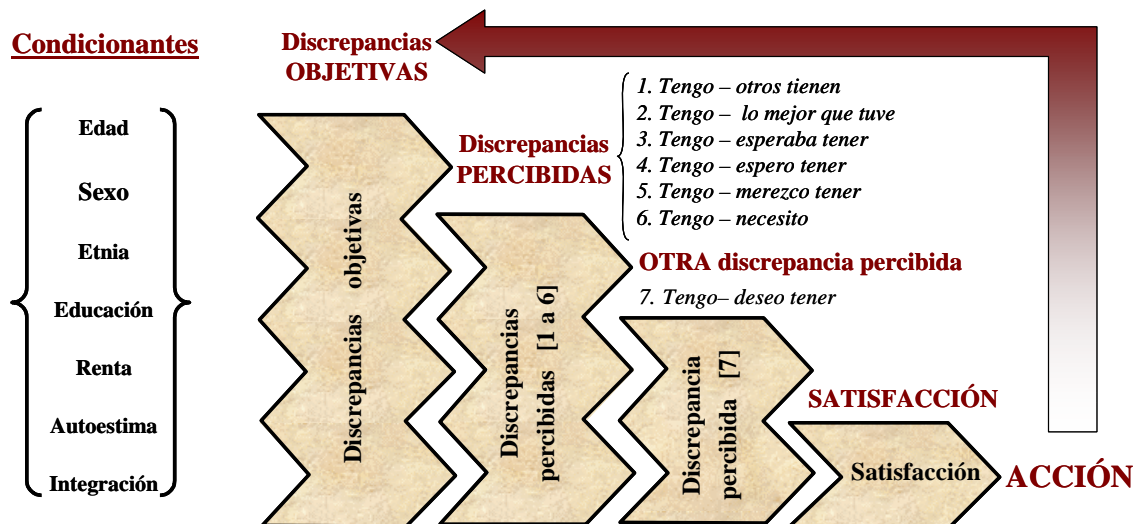 Condicionantes
Edad
Sexo
Etnia
Educación
Renta
Autoestima
Integración
Discrepancias
OBJETIVAS
Discrepancias objetivas
Discrepancias
PERCIBIDAS
1. Tengo – otros tienen
2. Tengo – lo mejor que tuve
3. Tengo – esperaba tener
4. Tengo – espero tener
5. Tengo – merezco tener
6. Tengo – necesito
Discrepancias
percibidas [1 a 6]
OTRA discrepancia percibida
7. Tengo– deseo tener
Discrepancia
percibida [7]
SATISFACCIÓN
Satisfacción
ACCIÓN